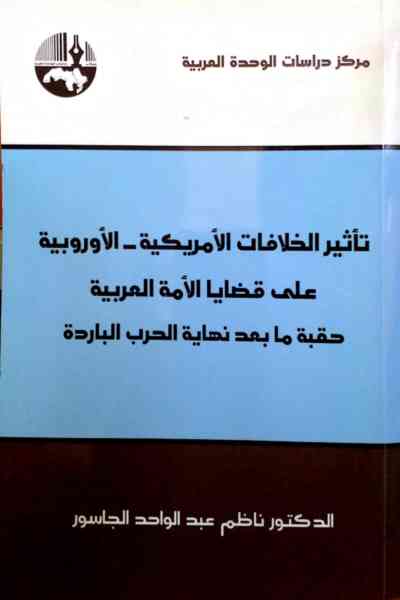 مركز دراسات الوحدة العربية
تأثير الخلافات الأمريكية - الأوروبية
على قضايا الأمة العربية
حقبة ما بعد نهاية الحرب الباردة
الدكتور ناظم عبد الواحد الجاسور